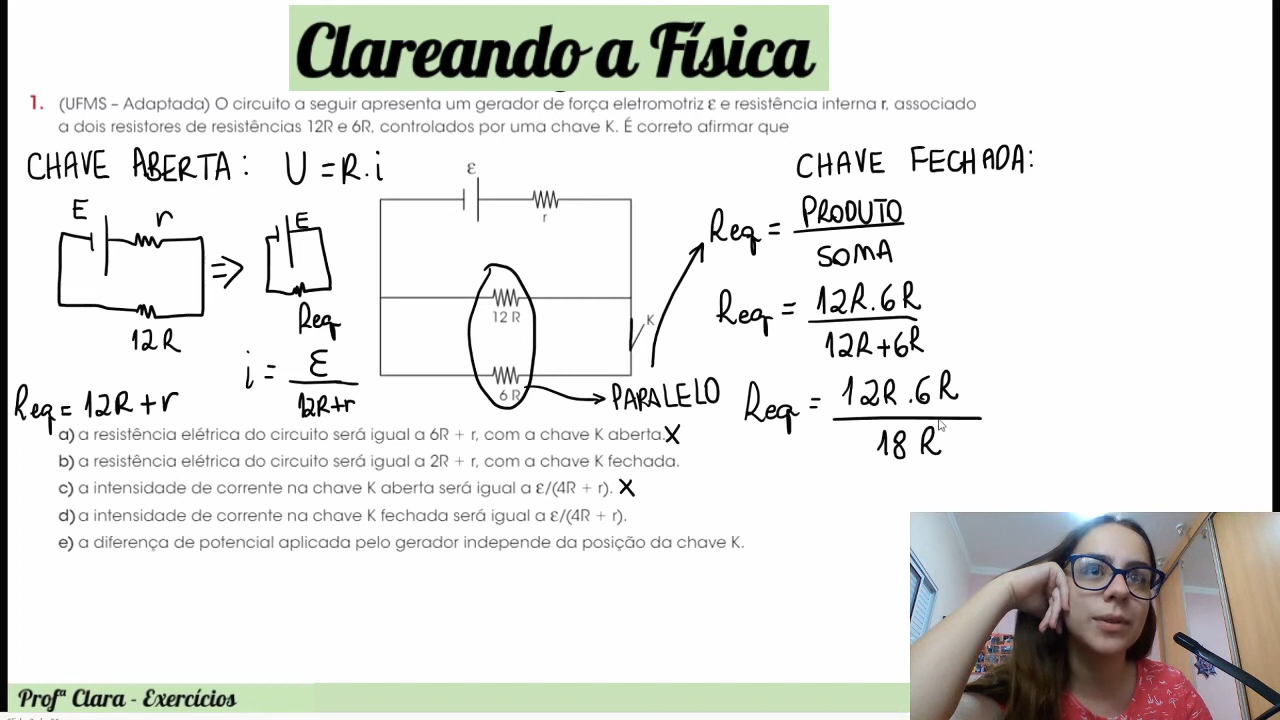 Clareando a Física
1. (UFMS – Adaptada) O circuito a seguir apresenta um gerador de força eletromotriz ε e resistência interna r, associado
a dois resistores de resistências 12R e 6R, controlados por uma chave K. É correto afirmar que
CHAVE ABERTA: U = R.i
E
r
12R
Req = 12R+r
⇒
E
Req
i = ε / 12R+r
ε
r
12 R
K
6 R
PARALELO
CHAVE FECHADA:
Req = PRODUTO / SOMA
Req = 12R.6R / 12R+6R
Req = 12R.6R / 18R
a) a resistência elétrica do circuito será igual a 6R + r, com a chave K aberta. X
b) a resistência elétrica do circuito será igual a 2R + r, com a chave K fechada.
c) a intensidade de corrente na chave K aberta será igual a ε/(4R + r). X
d) a intensidade de corrente na chave K fechada será igual a ε/(4R + r).
e) a diferença de potencial aplicada pelo gerador independe da posição da chave K.
Profª Clara - Exercícios